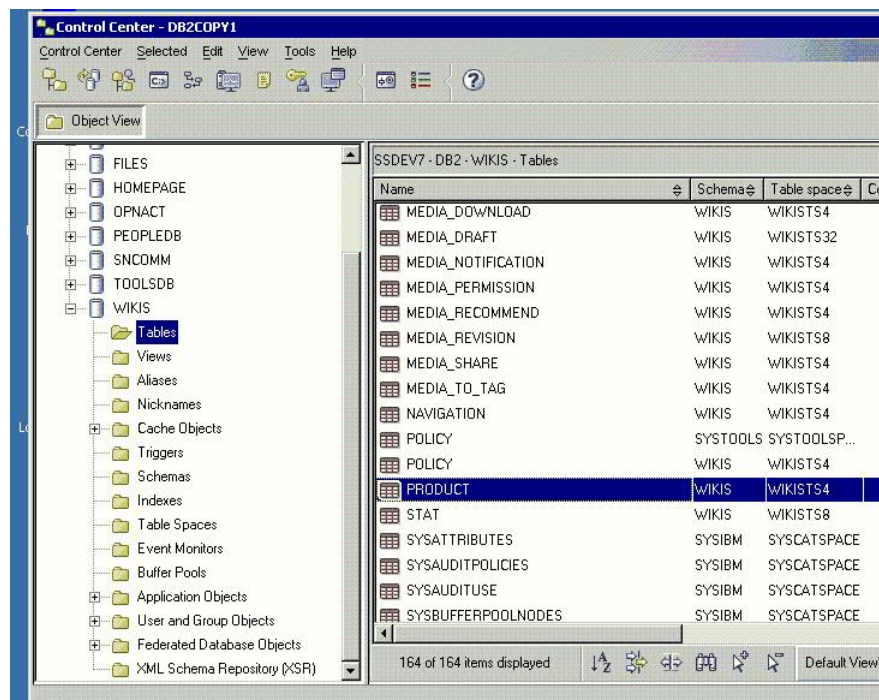 Control Center - DB2COPY1
Control Center Selected Edit View Tools Help
Object View
FILES
HOMEPAGE
OPNACT
PEOPLEDB
SNCOMM
TOOLSDB
WIKIS
Tables
Views
Aliases
Nicknames
Cache Objects
Triggers
Schemas
Indexes
Table Spaces
Event Monitors
Buffer Pools
Application Objects
User and Group Objects
Federated Database Objects
XML Schema Repository (XSR)
SSDEV7 - DB2 - WIKIS - Tables
Name Schema Table space
MEDIA_DOWNLOAD WIKIS WIKISTS4
MEDIA_DRAFT WIKIS WIKISTS32
MEDIA_NOTIFICATION WIKIS WIKISTS4
MEDIA_PERMISSION WIKIS WIKISTS4
MEDIA_RECOMMEND WIKIS WIKISTS4
MEDIA_REVISION WIKIS WIKISTS8
MEDIA_SHARE WIKIS WIKISTS4
MEDIA_TO_TAG WIKIS WIKISTS4
NAVIGATION WIKIS WIKISTS4
POLICY SYSTOOLS SYSTOOLSP...
POLICY WIKIS WIKISTS4
PRODUCT WIKIS WIKISTS4
STAT WIKIS WIKISTS8
SYSATTRIBUTES SYSIBM SYSCATSPACE
SYSAUDITPOLICIES SYSIBM SYSCATSPACE
SYSAUDITUSE SYSIBM SYSCATSPACE
SYSBUFFERPOOLNODES SYSIBM SYSCATSPACE
164 of 164 items displayed Default View